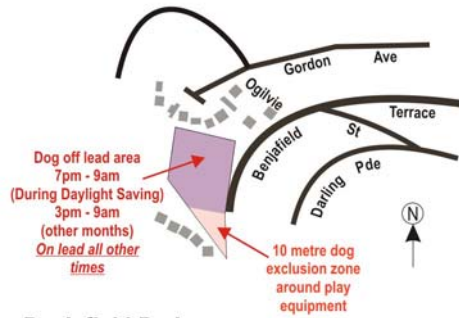 Gordon Ave
Ogilvie
Terrace
Benjafield
St
Darling Pde
Dog off lead area
7pm - 9am
(During Daylight Saving)
3pm - 9am
(other months)
On lead all other
times
N
10 metre dog
exclusion zone
around play
equipment